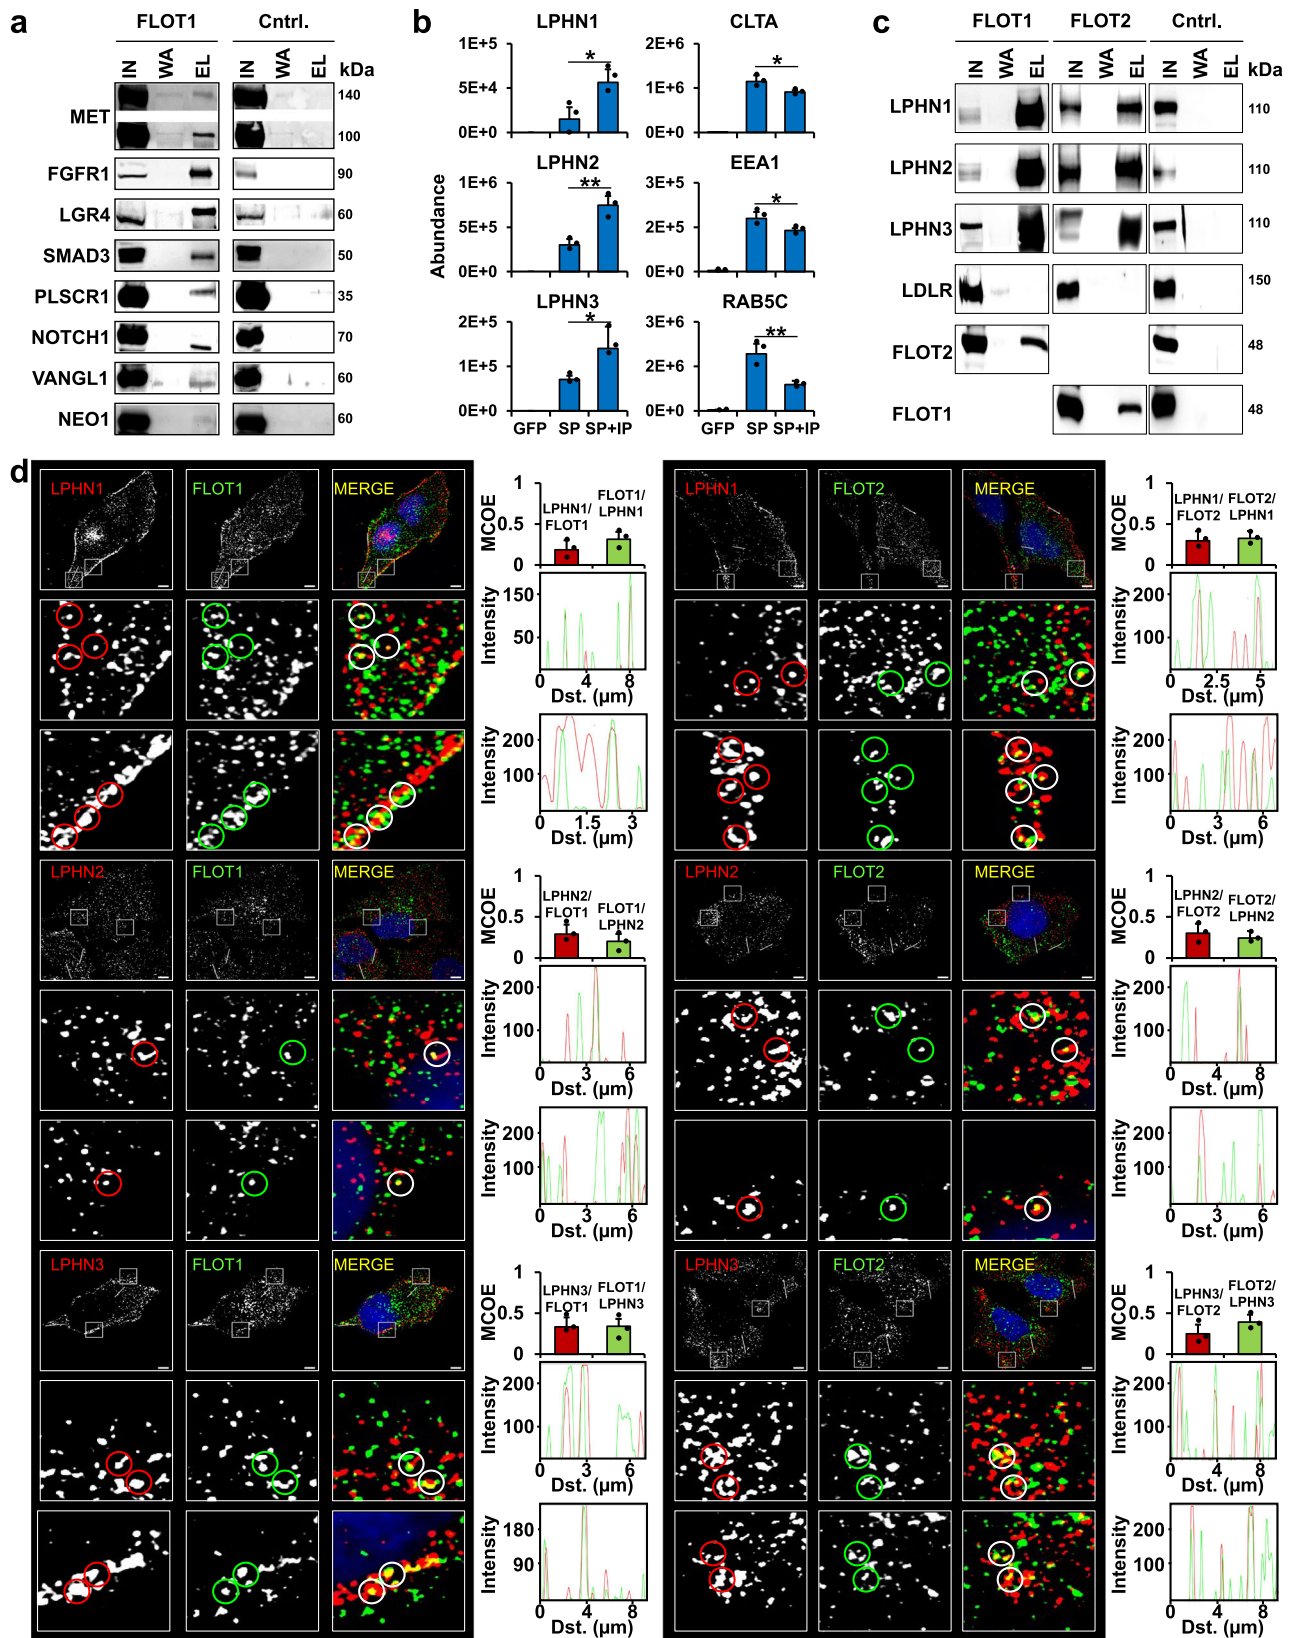 a
FLOT1 Cntrl.
IN WA EL IN WA EL kDa
MET 140
100
FGFR1 90
LGR4 60
SMAD3 50
PLSCR1 35
NOTCH1 70
VANGL1 60
NEO1 60
b
Abundance
LPHN1
1E+5
5E+4
0E+0
*
CLTA
2E+6
1E+6
0E+0
*
LPHN2
1E+6
5E+5
0E+0
**
EEA1
3E+5
2E+5
0E+0
*
LPHN3
2E+5
1E+5
0E+0
*
GFP SP SP+IP
RAB5C
3E+6
2E+6
0E+0
**
GFP SP SP+IP
c
FLOT1 FLOT2 Cntrl.
IN WA EL IN WA EL IN WA EL kDa
LPHN1 110
LPHN2 110
LPHN3 110
LDLR 150
FLOT2 48
FLOT1 48
d
LPHN1 FLOT1 MERGE
MCOE
1
0.5
0
LPHN1/
FLOT1
FLOT1/
LPHN1
Intensity
150
50
0 4 8
Dst. (µm)
Intensity
200
100
0 1.5 3
Dst. (µm)
LPHN2 FLOT1 MERGE
MCOE
1
0.5
0
LPHN2/
FLOT1
FLOT1/
LPHN2
Intensity
200
100
0 3 6
Dst. (µm)
Intensity
200
100
0 3 6
Dst. (µm)
LPHN3 FLOT1 MERGE
MCOE
1
0.5
0
LPHN3/
FLOT1
FLOT1/
LPHN3
Intensity
200
100
0 3 6
Dst. (µm)
Intensity
180
90
0 4 8
Dst. (µm)
LPHN1 FLOT2 MERGE
MCOE
1
0.5
0
LPHN1/
FLOT2
FLOT2/
LPHN1
Intensity
200
100
0 2.5 5
Dst. (µm)
Intensity
200
100
0 3 6
Dst. (µm)
LPHN2 FLOT2 MERGE
MCOE
1
0.5
0
LPHN2/
FLOT2
FLOT2/
LPHN2
Intensity
200
100
0 4 8
Dst. (µm)
Intensity
200
100
0 3 6
Dst. (µm)
LPHN3 FLOT2 MERGE
MCOE
1
0.5
0
LPHN3/
FLOT2
FLOT2/
LPHN3
Intensity
200
100
0 4 8
Dst. (µm)
Intensity
200
100
0 4 8
Dst. (µm)